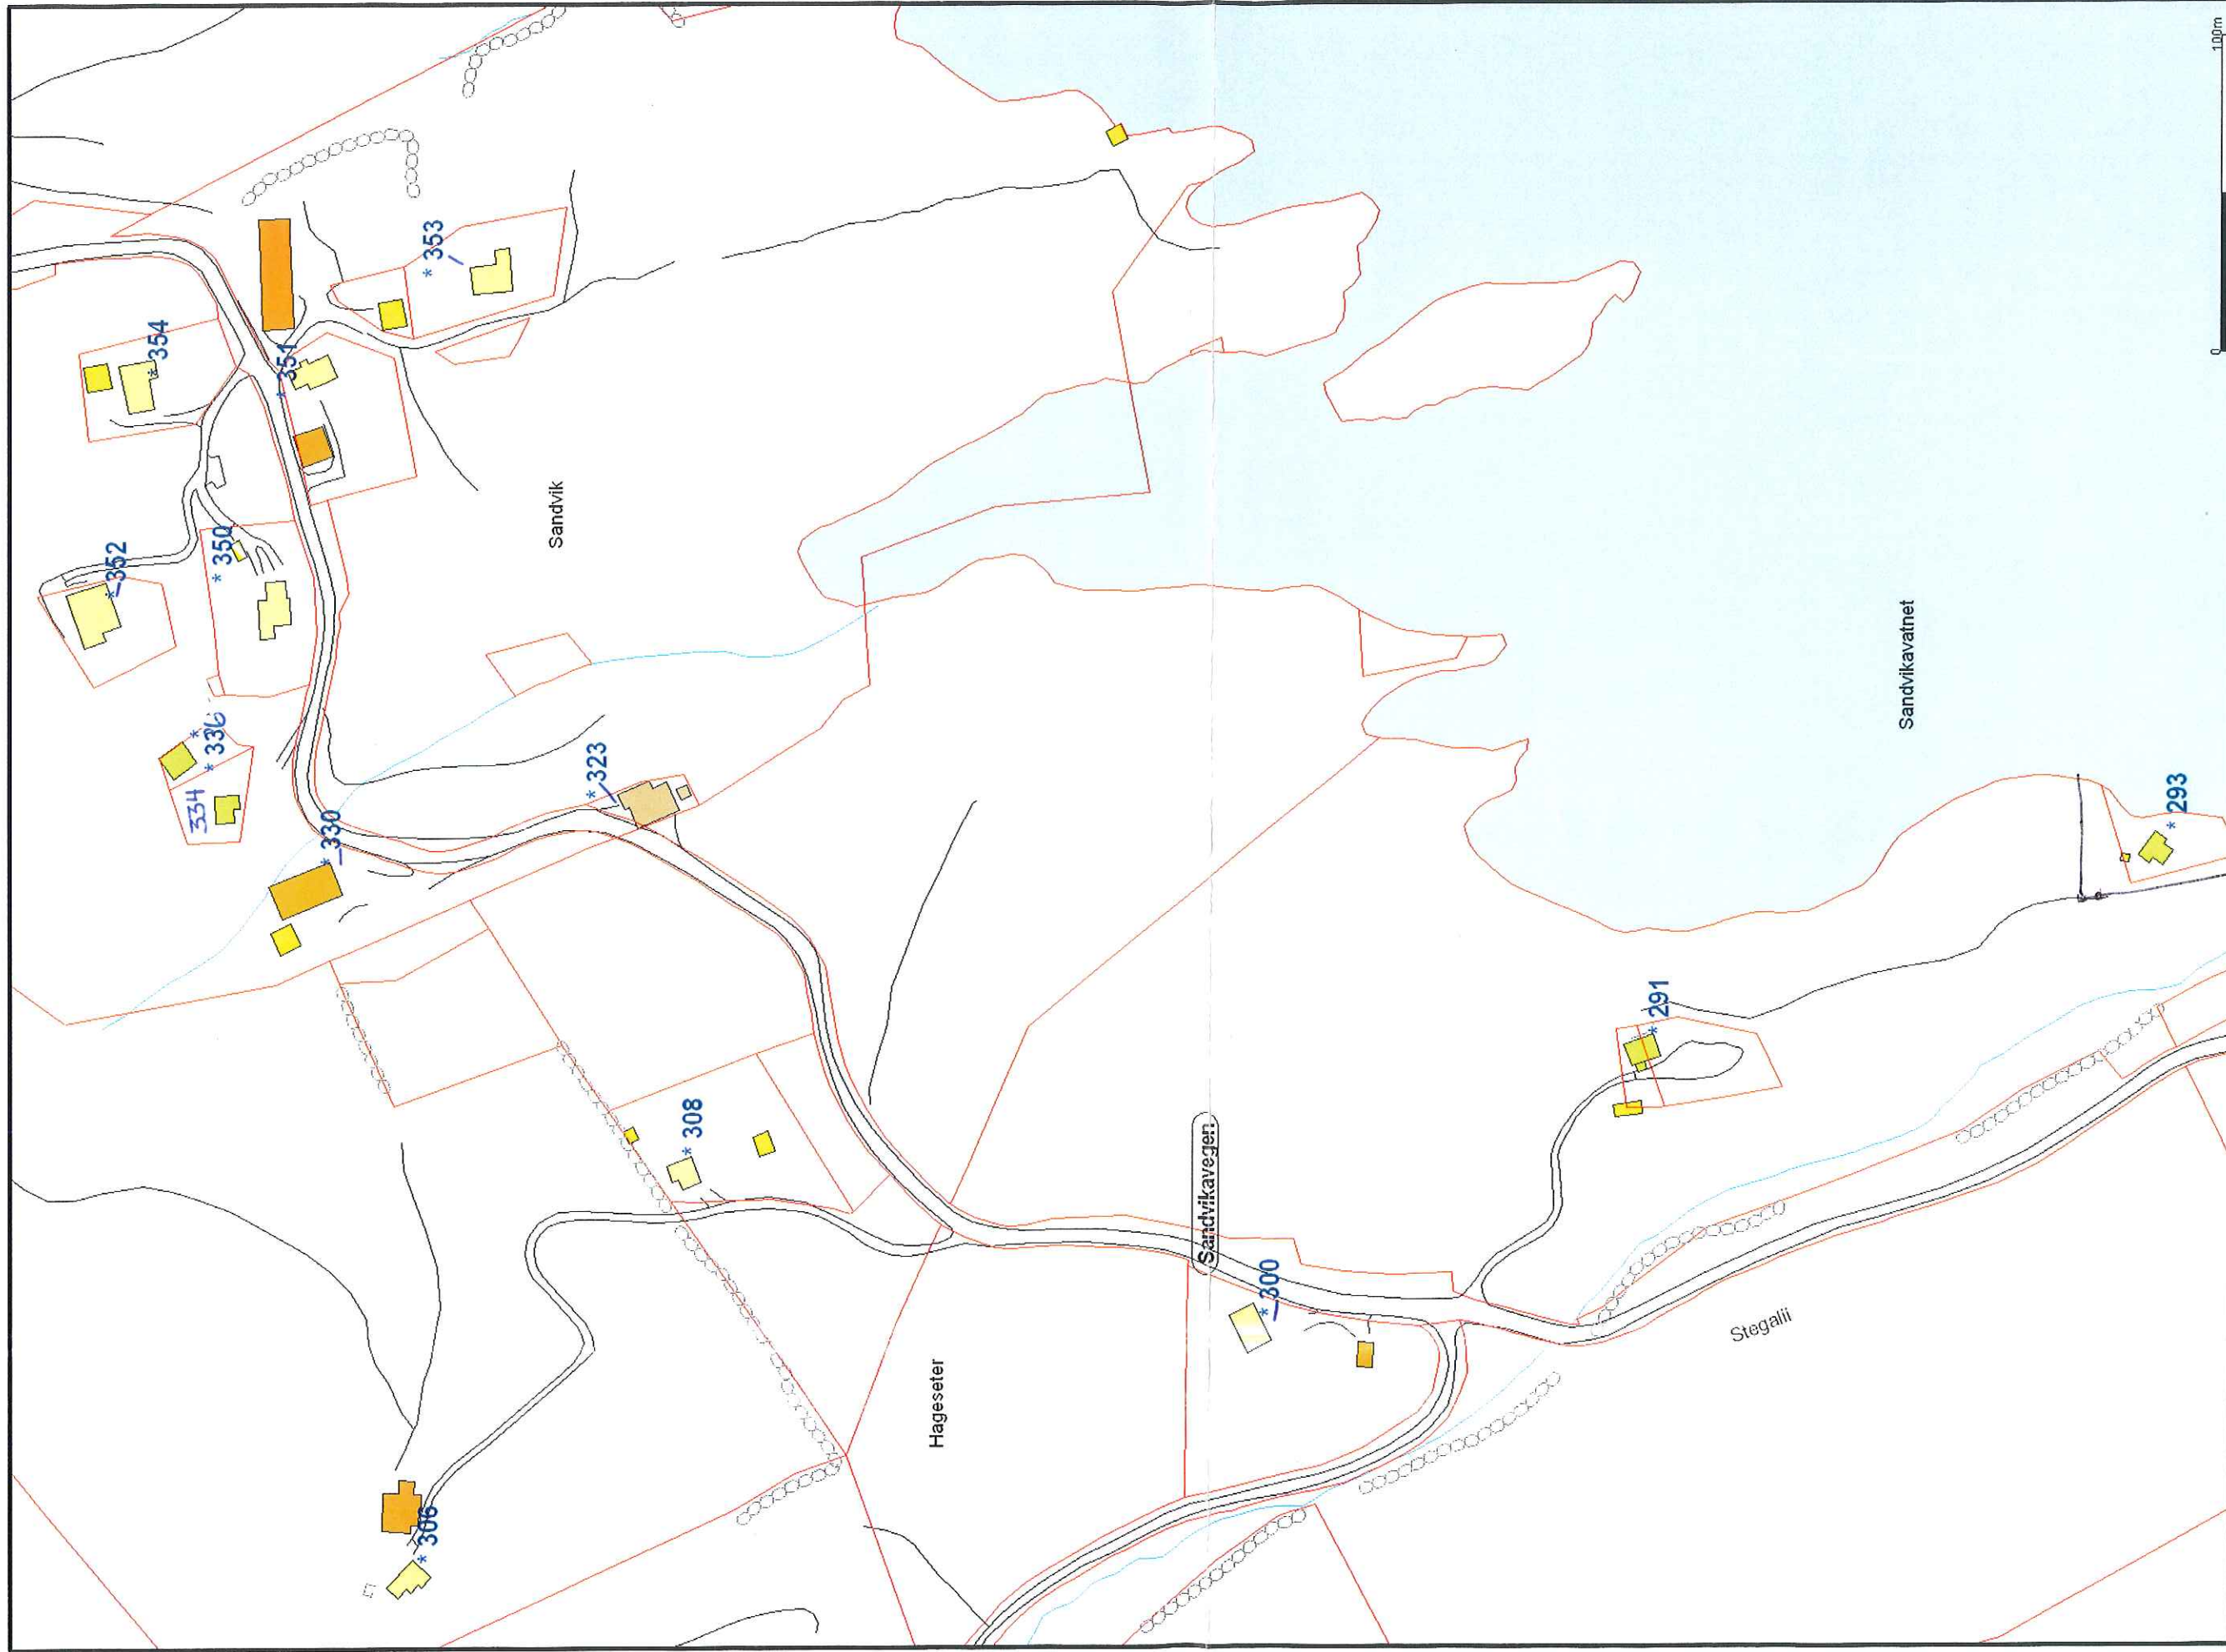 * 354
* 353
* 351
* 352
* 350
Sandvik
* 336
334
* 330
* 323
* 308
* 306
Hageseter
Sandvikavegen
* 300
* 291
Stegalii
Sandvikavatnet
* 293
0
100m